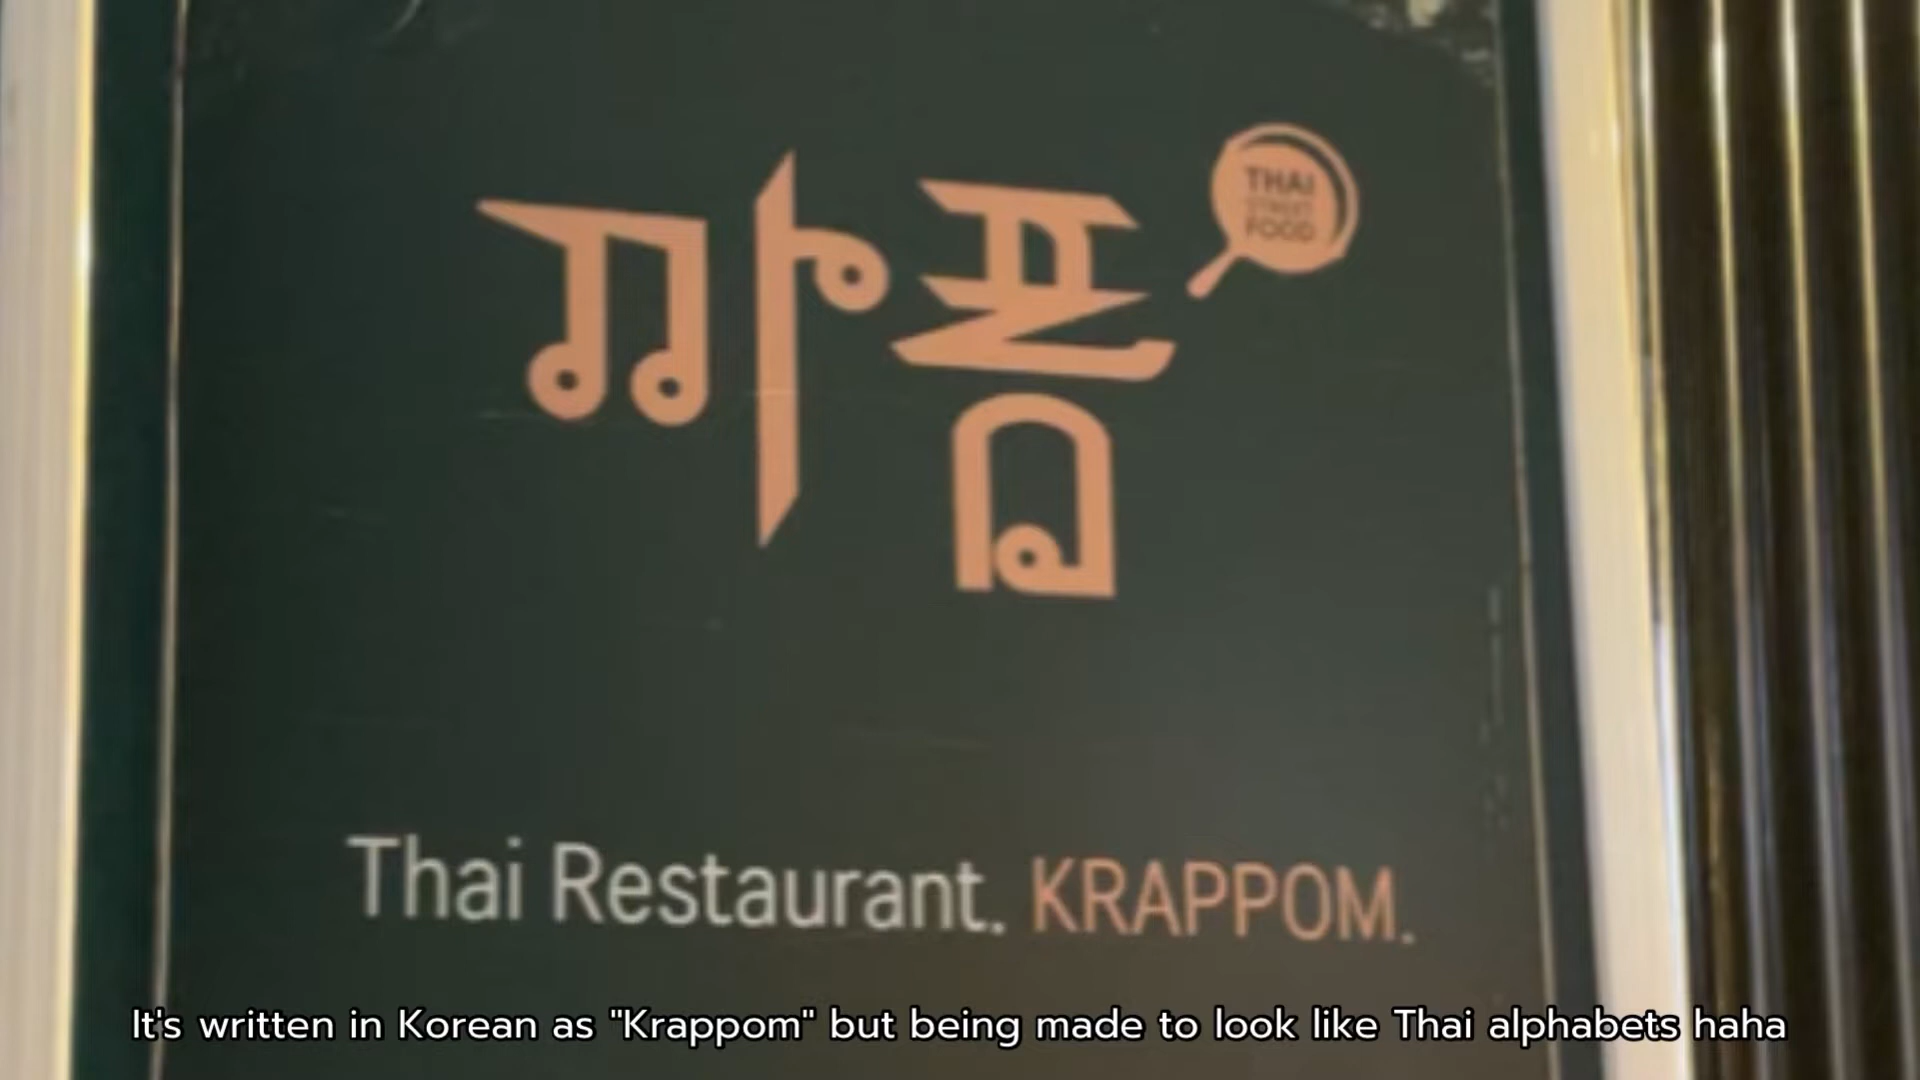 까폼
THAI
STREET
FOOD
Thai Restaurant. KRAPPOM.
It's written in Korean as "Krappom" but being made to look like Thai alphabets haha